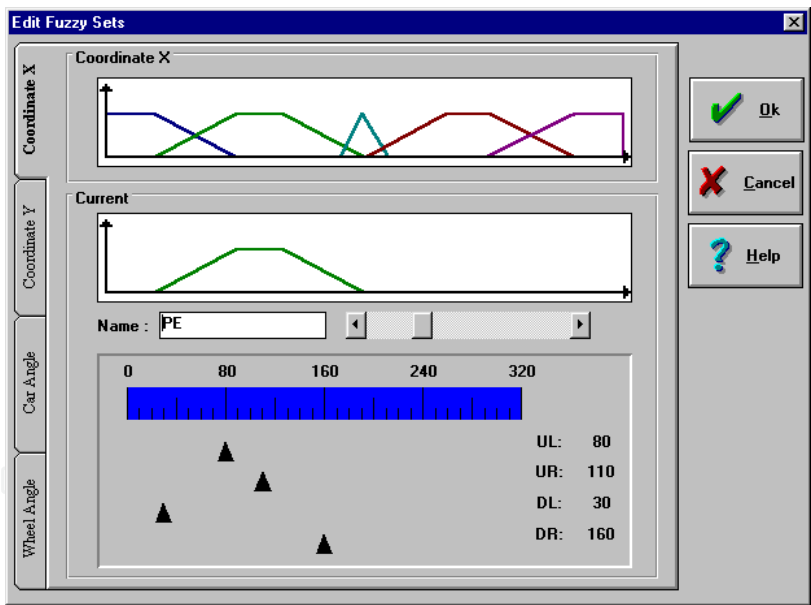 Edit Fuzzy Sets
Coordinate X
Coordinate Y
Car Angle
Wheel Angle
Coordinate X
Current
Name : PE
0 80 160 240 320
UL: 80
UR: 110
DL: 30
DR: 160
Ok
Cancel
Help